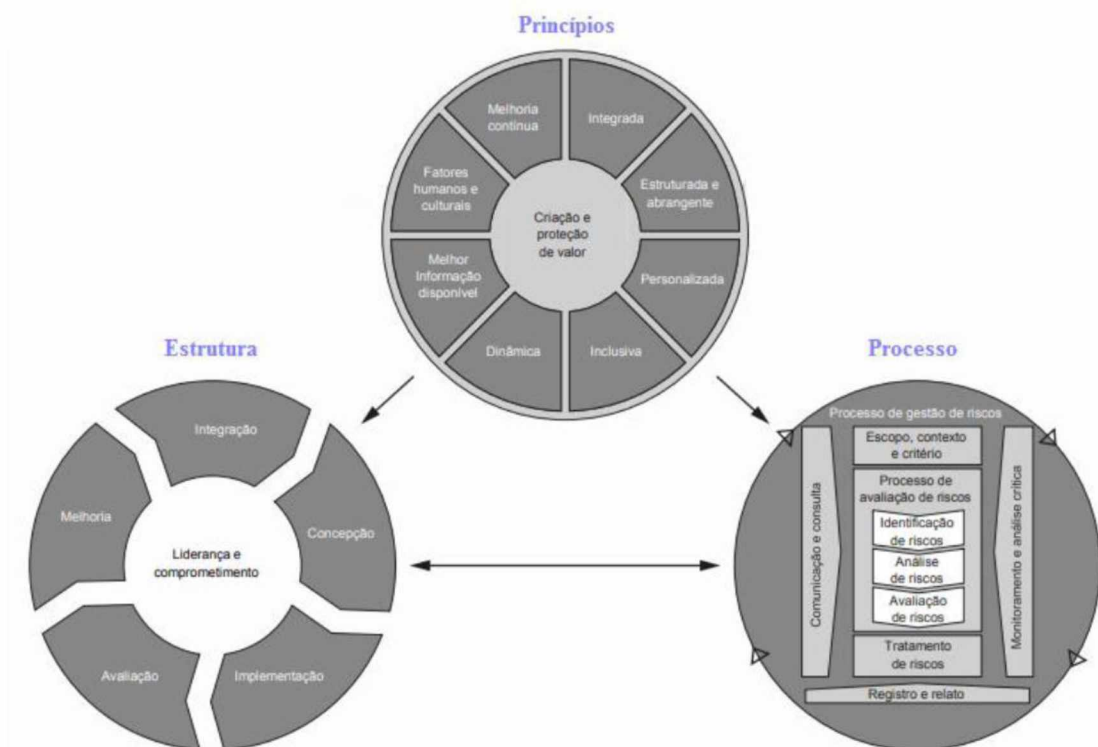 Princípios
Melhoria
contínua
Integrada
Fatores
humanos e
culturais
Estruturada e
abrangente
Criação e
proteção
de valor
Melhor
Informação
disponível
Personalizada
Dinâmica
Inclusiva
Estrutura
Integração
Melhoria
Concepção
Liderança e
comprometimento
Avaliação
Implementação
Processo
Processo de gestão de riscos
Escopo, contexto
e critério
Processo de
avaliação de riscos
Identificação
de riscos
Análise
de riscos
Avaliação
de riscos
Tratamento
de riscos
Comunicação e consulta
Monitoramento e análise crítica
Registro e relato